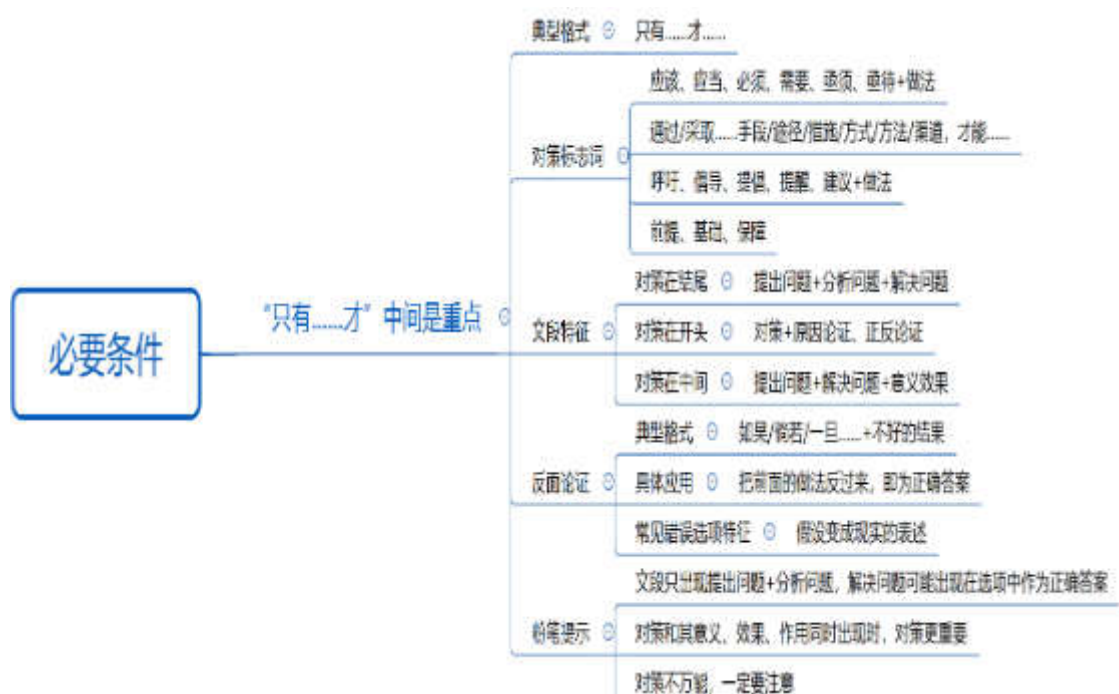 必要条件
“只有……才”中间是重点
典型格式
只有……才……
对策标志词
应该、应当、必须、需要、亟须、亟待+做法
通过/采取……手段/途径/措施/方式/方法/渠道，才能……
呼吁、倡导、提倡、提醒、建议+做法
前提、基础、保障
文段特征
对策在结尾
提出问题+分析问题+解决问题
对策在开头
对策+原因论证、正反论证
对策在中间
提出问题+解决问题+意义效果
反面论证
典型格式
如果/倘若/一旦……+不好的结果
具体应用
把前面的做法反过来，即为正确答案
常见错误选项特征
假设变成现实的表述
粉笔提示
文段只出现提出问题+分析问题，解决问题可能出现在选项中作为正确答案
对策和其意义、效果、作用同时出现时，对策更重要
对策不万能，一定要注意